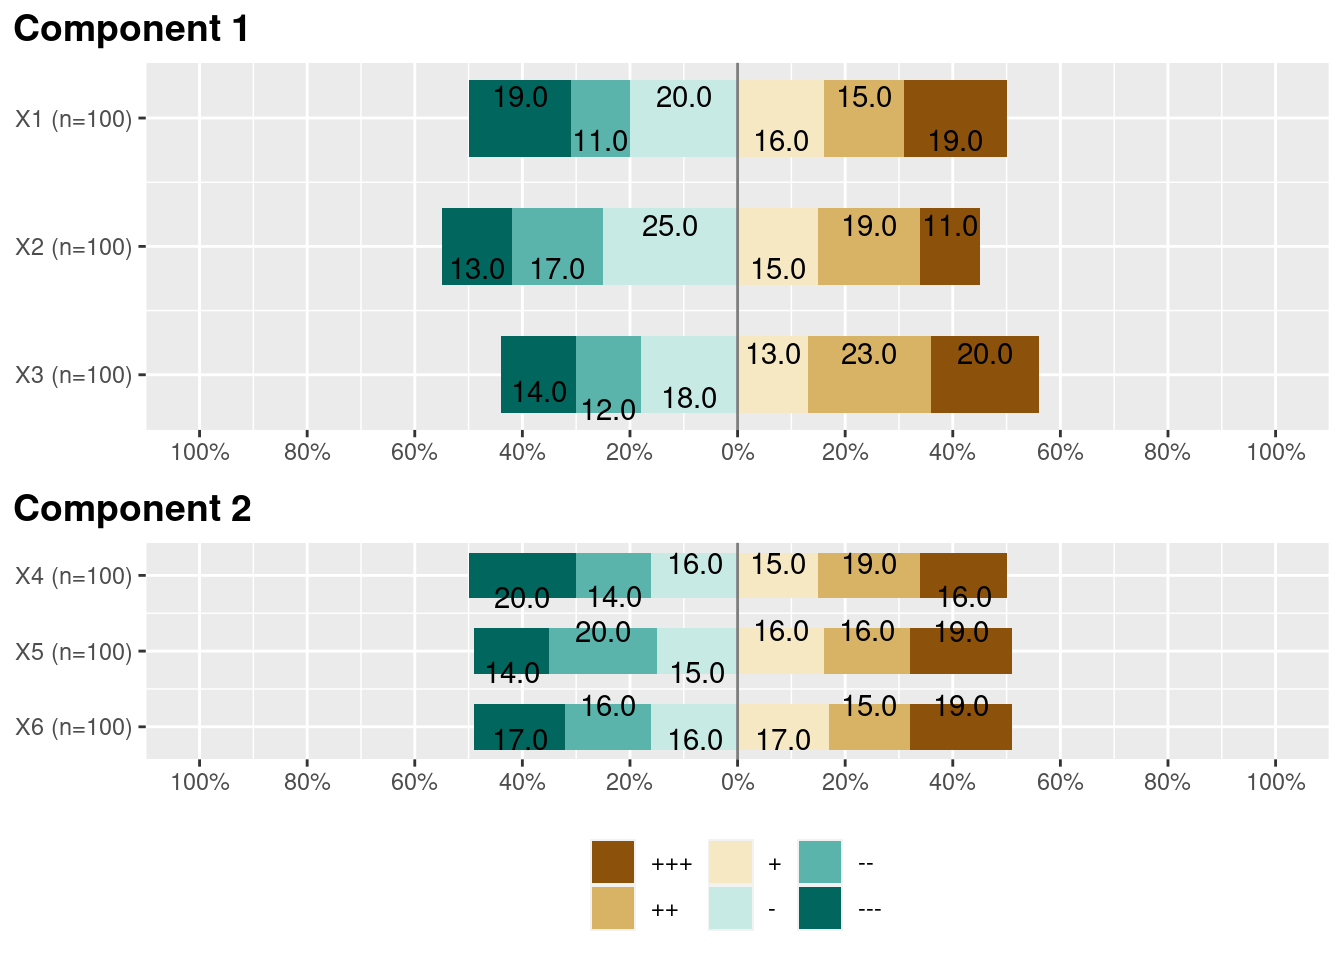 Component 1
X1 (n=100)
19.0 11.0 20.0 16.0 15.0 19.0
X2 (n=100)
13.0 17.0 25.0 15.0 19.0 11.0
X3 (n=100)
14.0 12.0 18.0 13.0 23.0 20.0
100% 80% 60% 40% 20% 0% 20% 40% 60% 80% 100%
Component 2
X4 (n=100)
20.0 14.0 16.0 15.0 19.0 16.0
X5 (n=100)
14.0 20.0 15.0 16.0 16.0 19.0
X6 (n=100)
17.0 16.0 16.0 17.0 15.0 19.0
100% 80% 60% 40% 20% 0% 20% 40% 60% 80% 100%
+++ + --
++ - ---